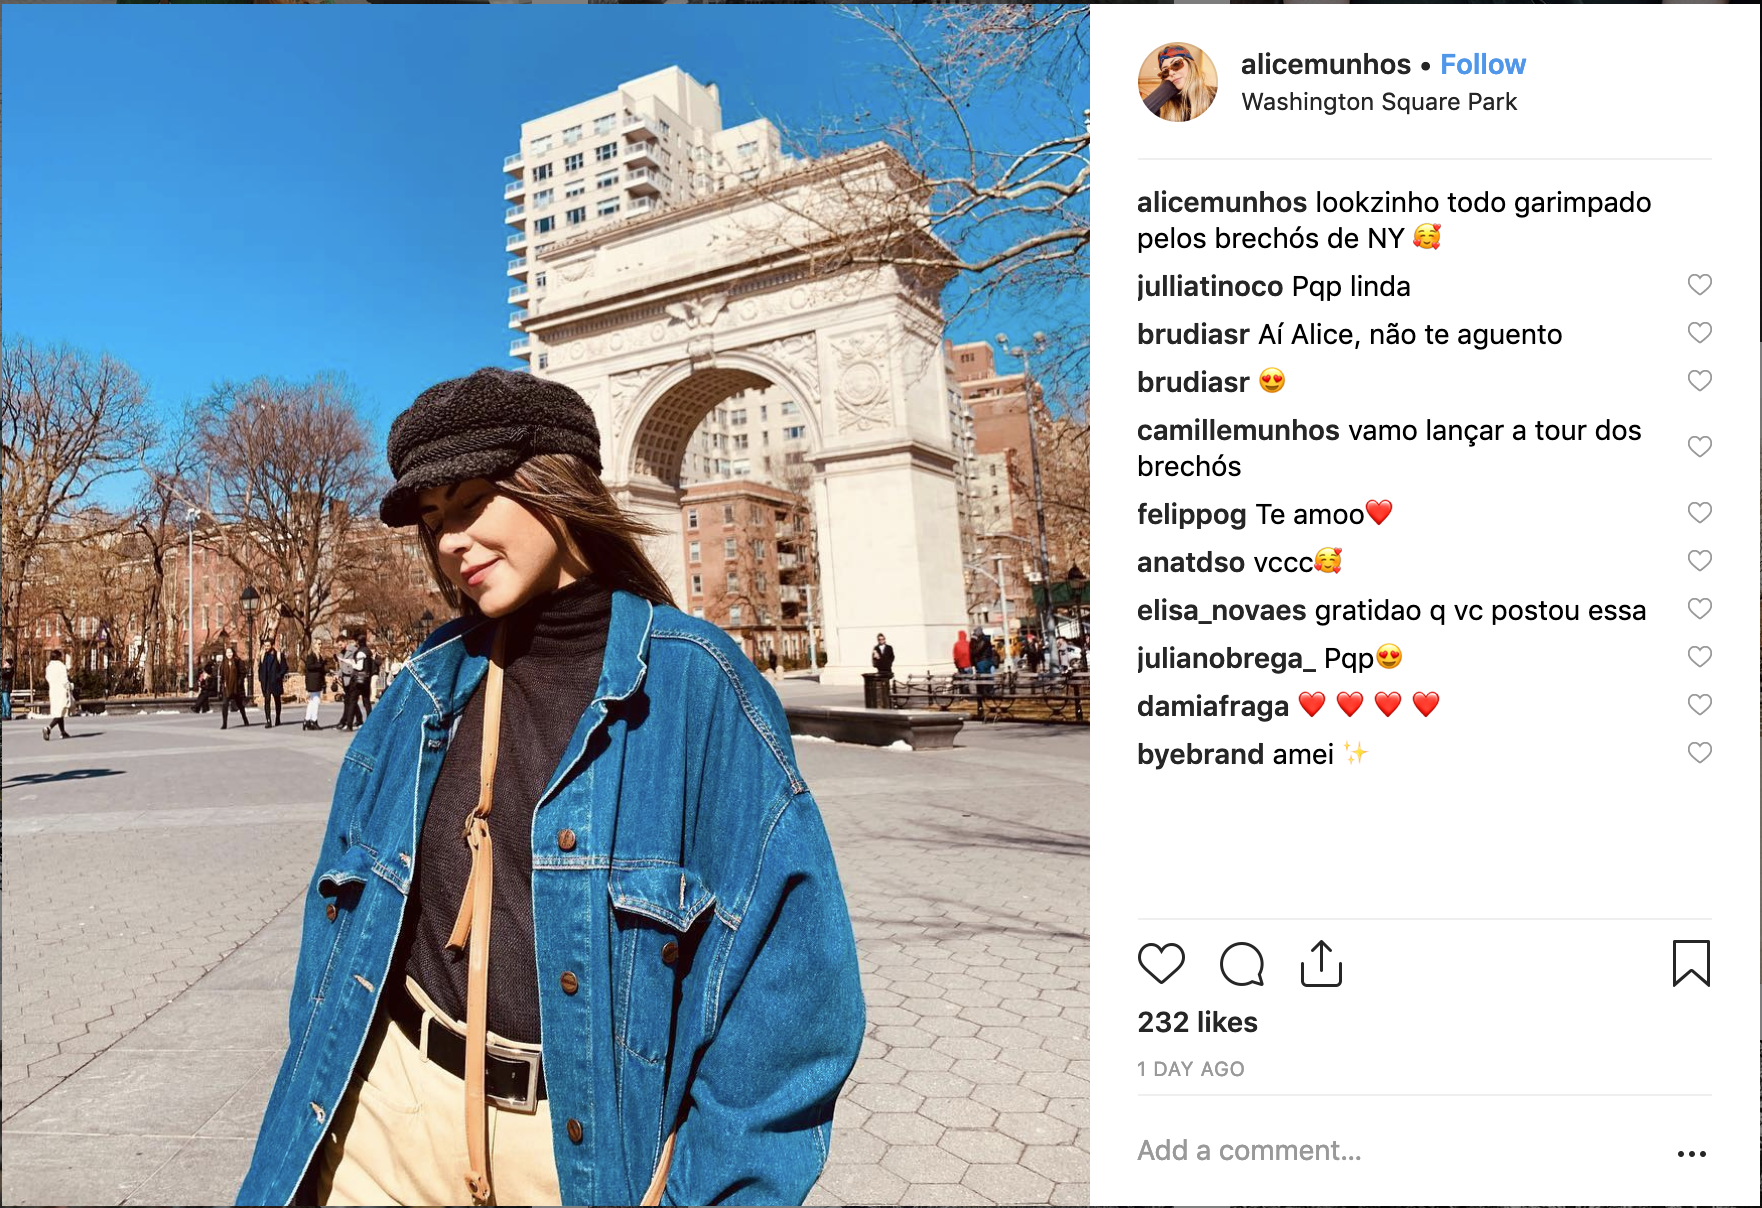 alicemunhos • Follow
Washington Square Park
alicemunhos lookzinho todo garimpado
pelos brechós de NY 🥰
julliatinoco Pqp linda
brudiasr Aí Alice, não te aguento
brudiasr 😍
camillemunhos vamo lançar a tour dos
brechós
felippog Te amoo❤️
anatdso vccc🥰
elisa_novaes gratidao q vc postou essa
julianobrega_ Pqp😍
damiafraga ❤️ ❤️ ❤️ ❤️
byebrand amei ✨
232 likes
1 DAY AGO
Add a comment...